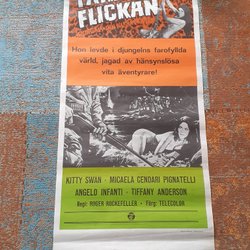 FLICKAN
Hon levde i djungelns farofyllda
värld, jagad av hänsynslösa
vita äventyrare!
KITTY SWAN · MICAELA CENDARI PIGNATELLI
ANGELO INFANTI · TIFFANY ANDERSON
Regi: ROGER ROCKEFELLER · Färg: TELECOLOR